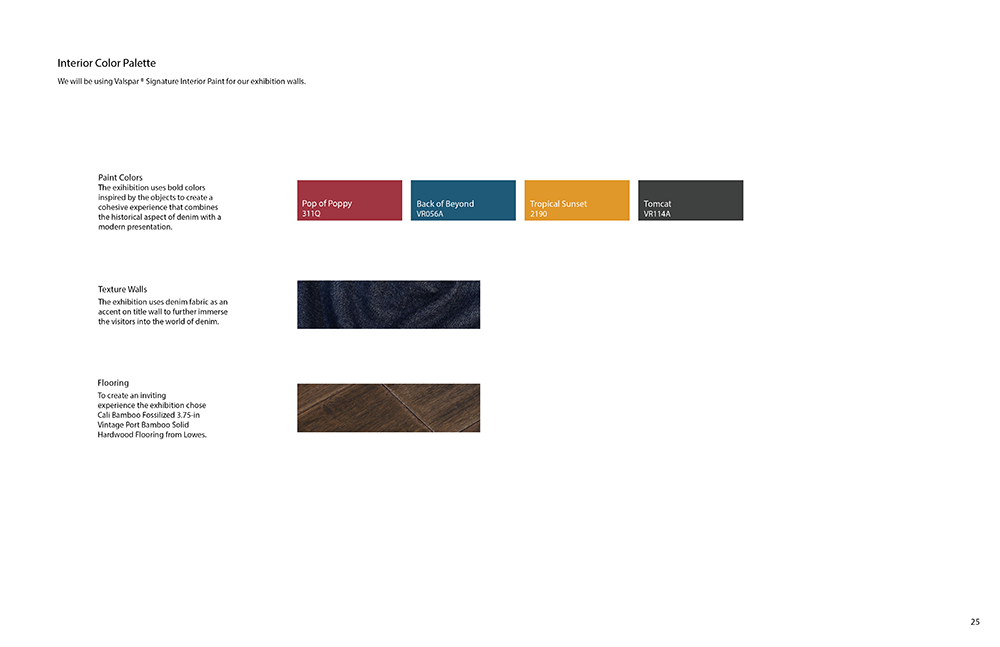 Interior Color Palette
We will be using Valspar ® Signature Interior Paint for our exhibition walls.
Paint Colors
The exihibition uses bold colors
inspired by the objects to create a
cohesive experience that combines
the historical aspect of denim with a
modern presentation.
Pop of Poppy
311Q
Back of Beyond
VR056A
Tropical Sunset
2190
Tomcat
VR114A
Texture Walls
The exhibition uses denim fabric as an
accent on title wall to further immerse
the visitors into the world of denim.
Flooring
To create an inviting
experience the exhibition chose
Cali Bamboo Fossilized 3.75-in
Vintage Port Bamboo Solid
Hardwood Flooring from Lowes.
25